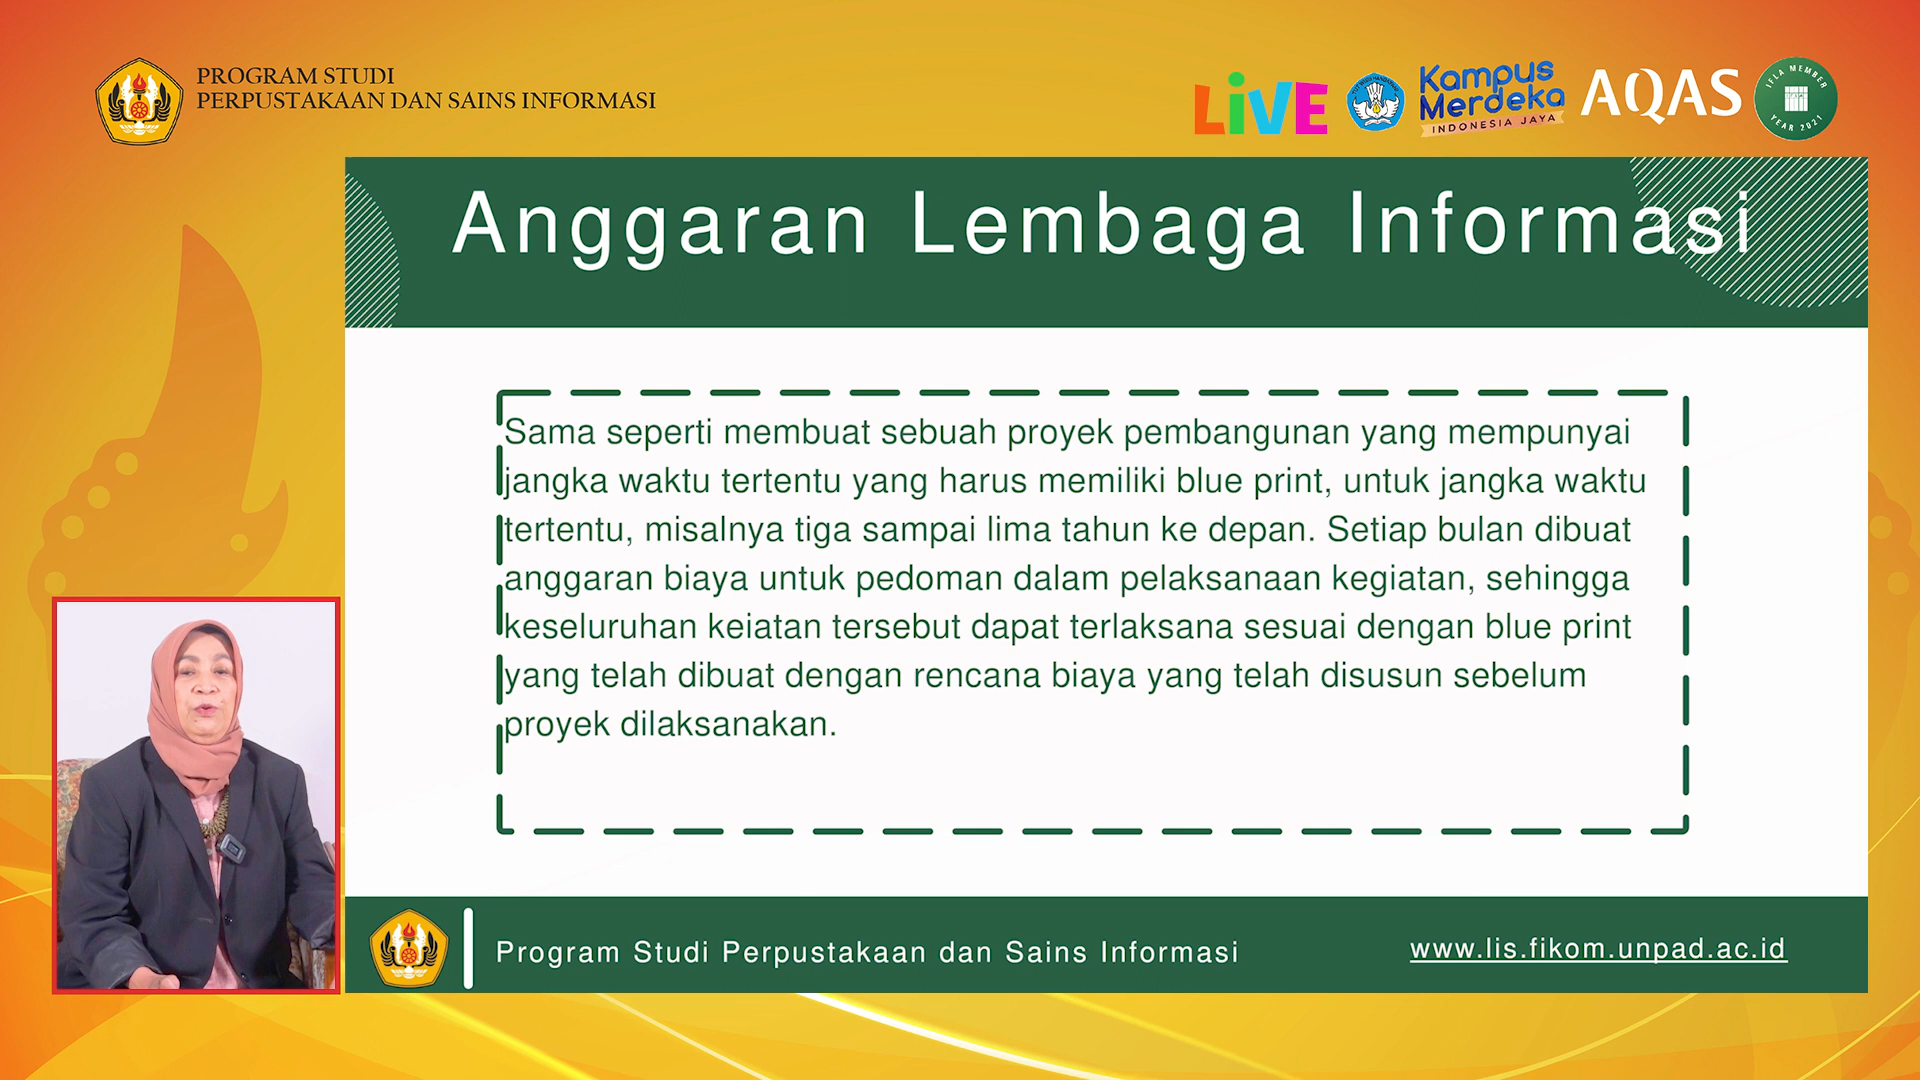 PROGRAM STUDI
PERPUSTAKAAN DAN SAINS INFORMASI
LiVE
Kampus
Merdeka
INDONESIA JAYA
AQAS
IFLA MEMBER
YEAR 2021
Anggaran Lembaga Informasi
Sama seperti membuat sebuah proyek pembangunan yang mempunyai
jangka waktu tertentu yang harus memiliki blue print, untuk jangka waktu
tertentu, misalnya tiga sampai lima tahun ke depan. Setiap bulan dibuat
anggaran biaya untuk pedoman dalam pelaksanaan kegiatan, sehingga
keseluruhan keiatan tersebut dapat terlaksana sesuai dengan blue print
yang telah dibuat dengan rencana biaya yang telah disusun sebelum
proyek dilaksanakan.
Program Studi Perpustakaan dan Sains Informasi
www.lis.fikom.unpad.ac.id